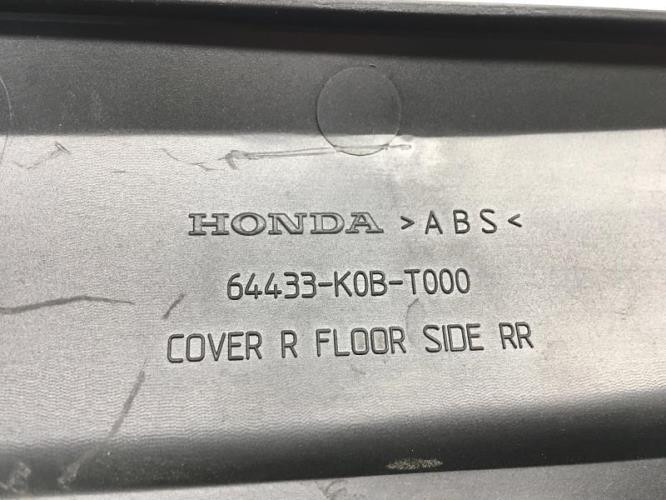 HONDA >ABS<
64433-K0B-T000
COVER R FLOOR SIDE RR